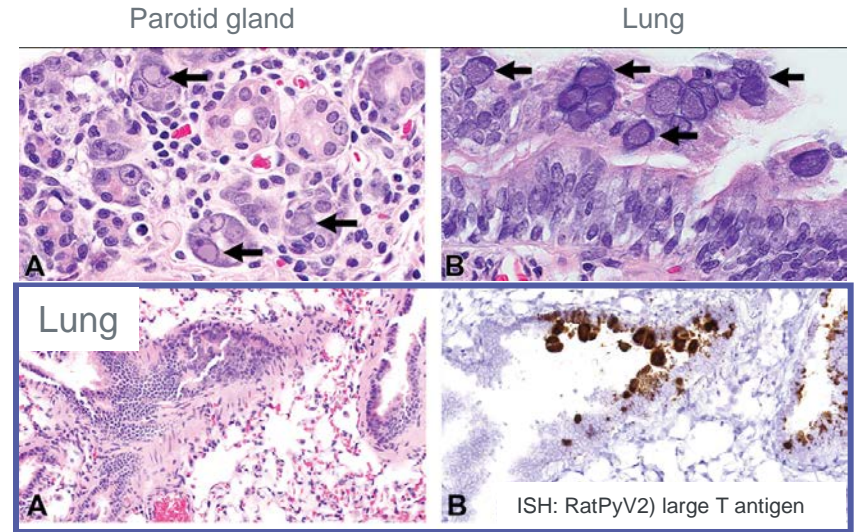 Parotid gland
Lung
A
B
Lung
A
B
ISH: RatPyV2) large T antigen